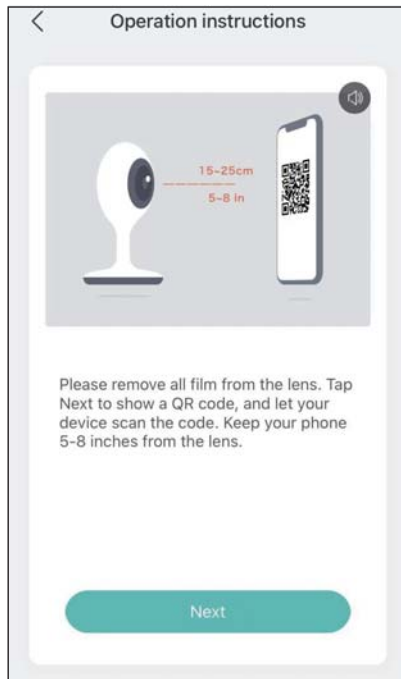 Operation instructions
15~25cm
5~8 In
Please remove all film from the lens. Tap
Next to show a QR code, and let your
device scan the code. Keep your phone
5-8 inches from the lens.
Next